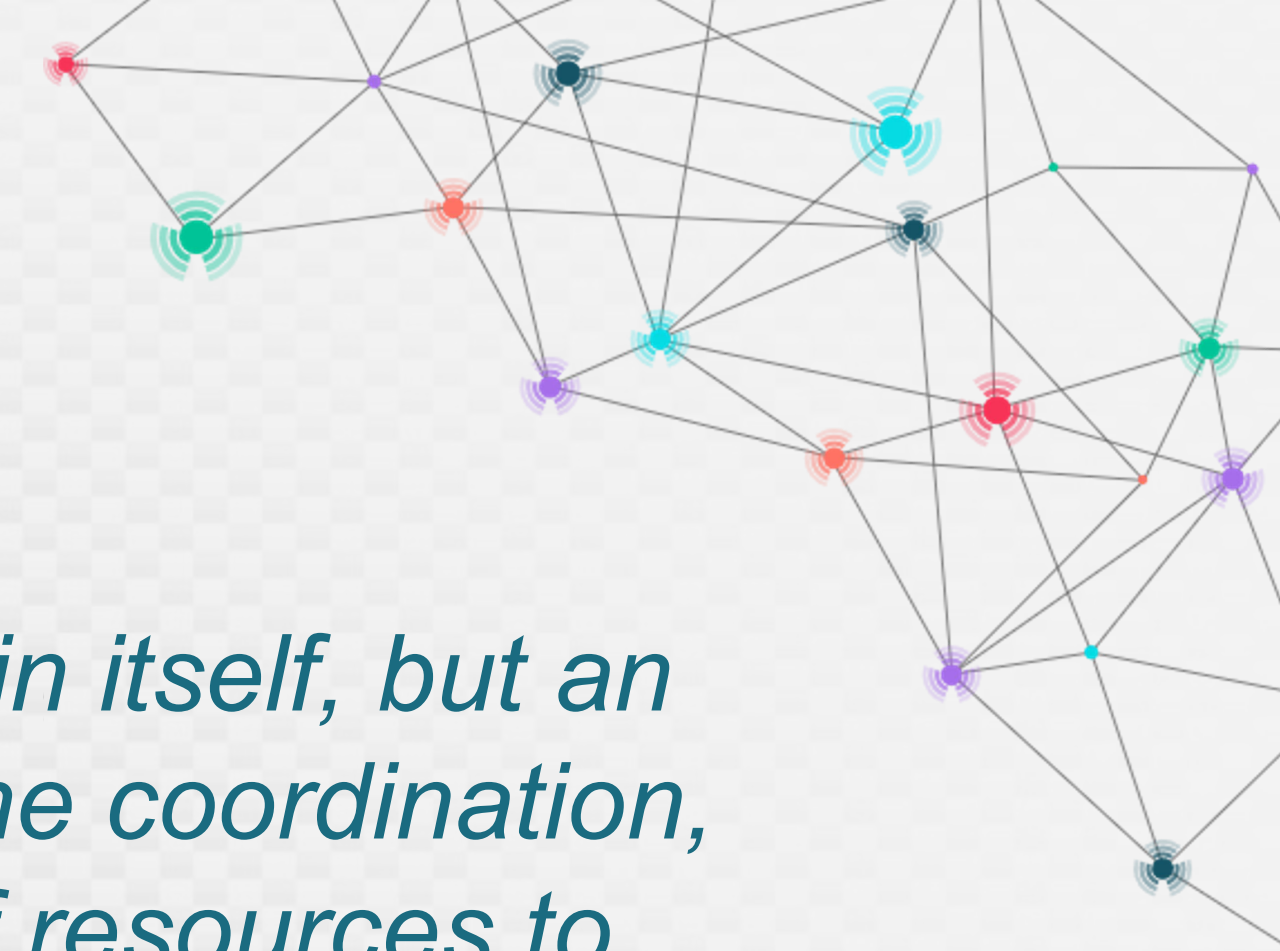 in itself, but an
coordination,
resources to